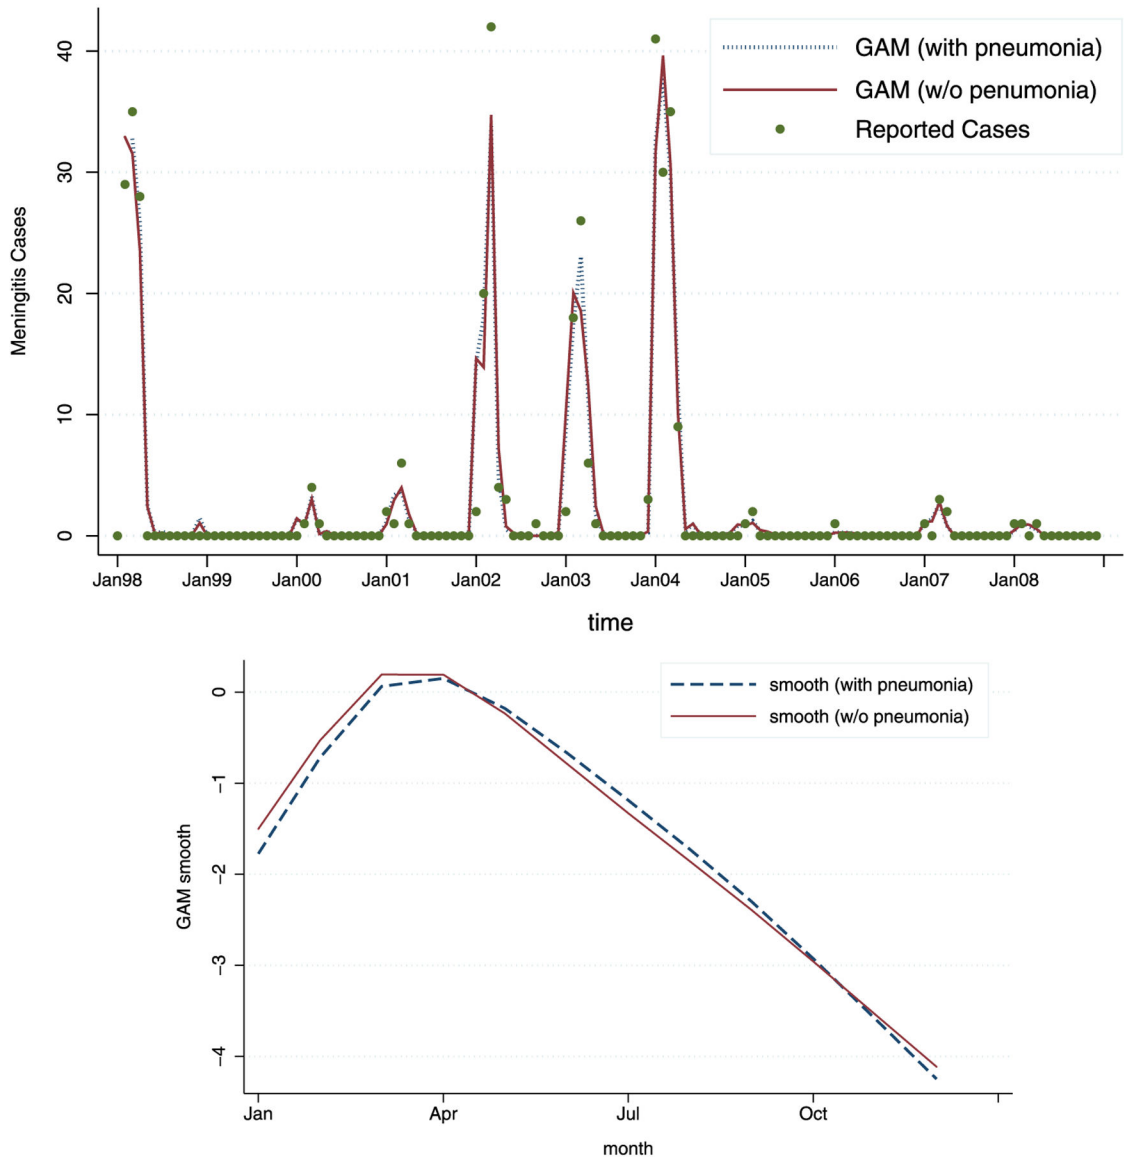 GAM (with pneumonia)
GAM (w/o penumonia)
Reported Cases
Meningitis Cases
40
30
20
10
0
Jan98 Jan99 Jan00 Jan01 Jan02 Jan03 Jan04 Jan05 Jan06 Jan07 Jan08
time
smooth (with pneumonia)
smooth (w/o pneumonia)
GAM smooth
0
-1
-2
-3
-4
Jan Apr Jul Oct
month